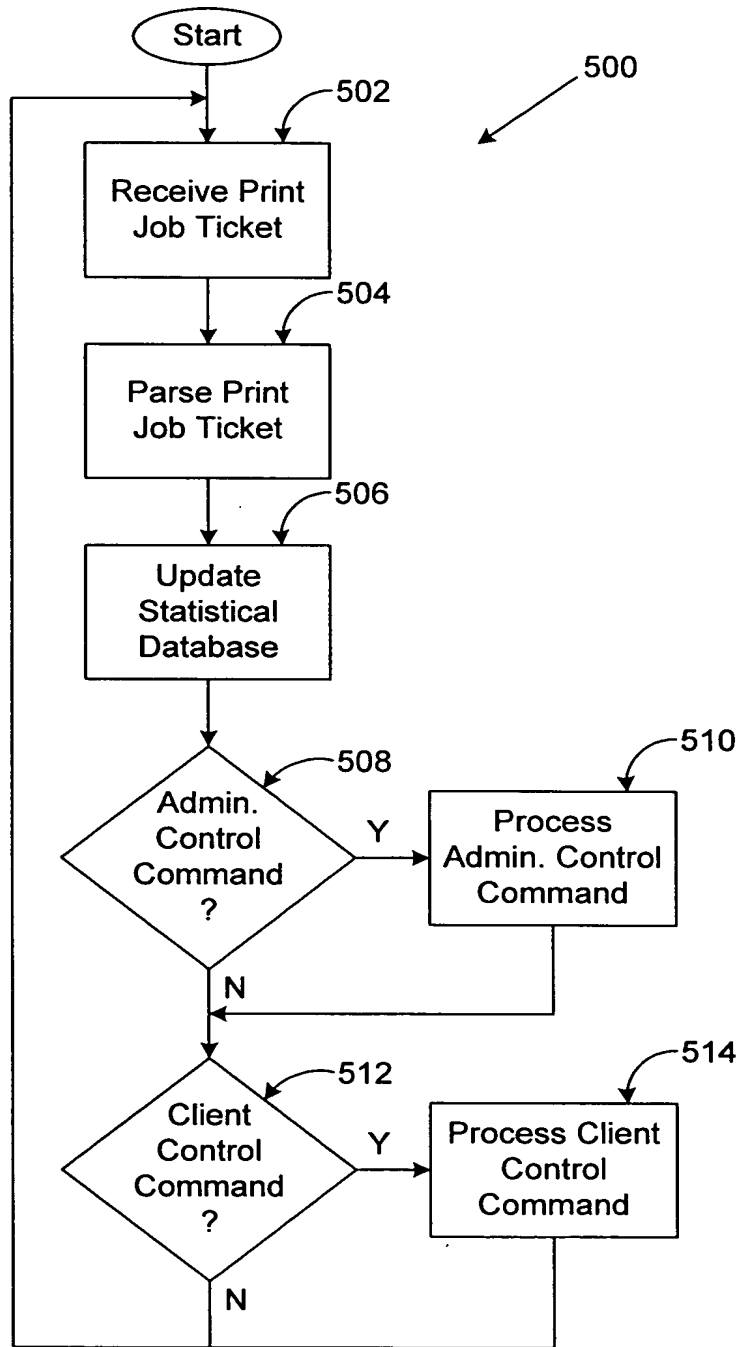 Start
500
502
Receive Print
Job Ticket
504
Parse Print
Job Ticket
506
Update
Statistical
Database
508
Admin.
Control
Command
?
Y
510
Process
Admin. Control
Command
N
512
Client
Control
Command
?
Y
514
Process Client
Control
Command
N